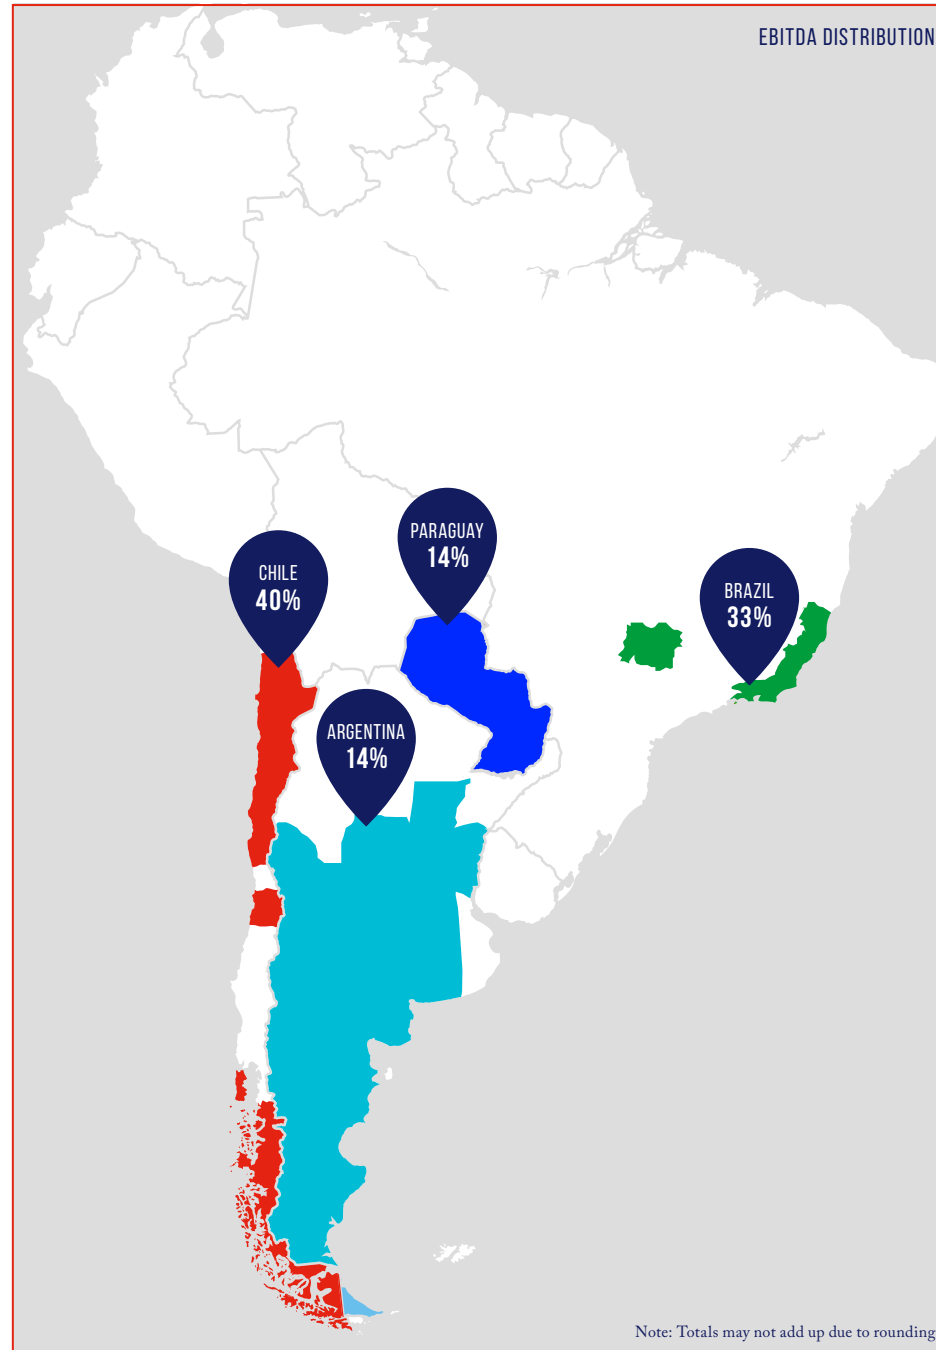 EBITDA DISTRIBUTION
PARAGUAY
14%
CHILE
40%
BRAZIL
33%
ARGENTINA
14%
Note: Totals may not add up due to rounding